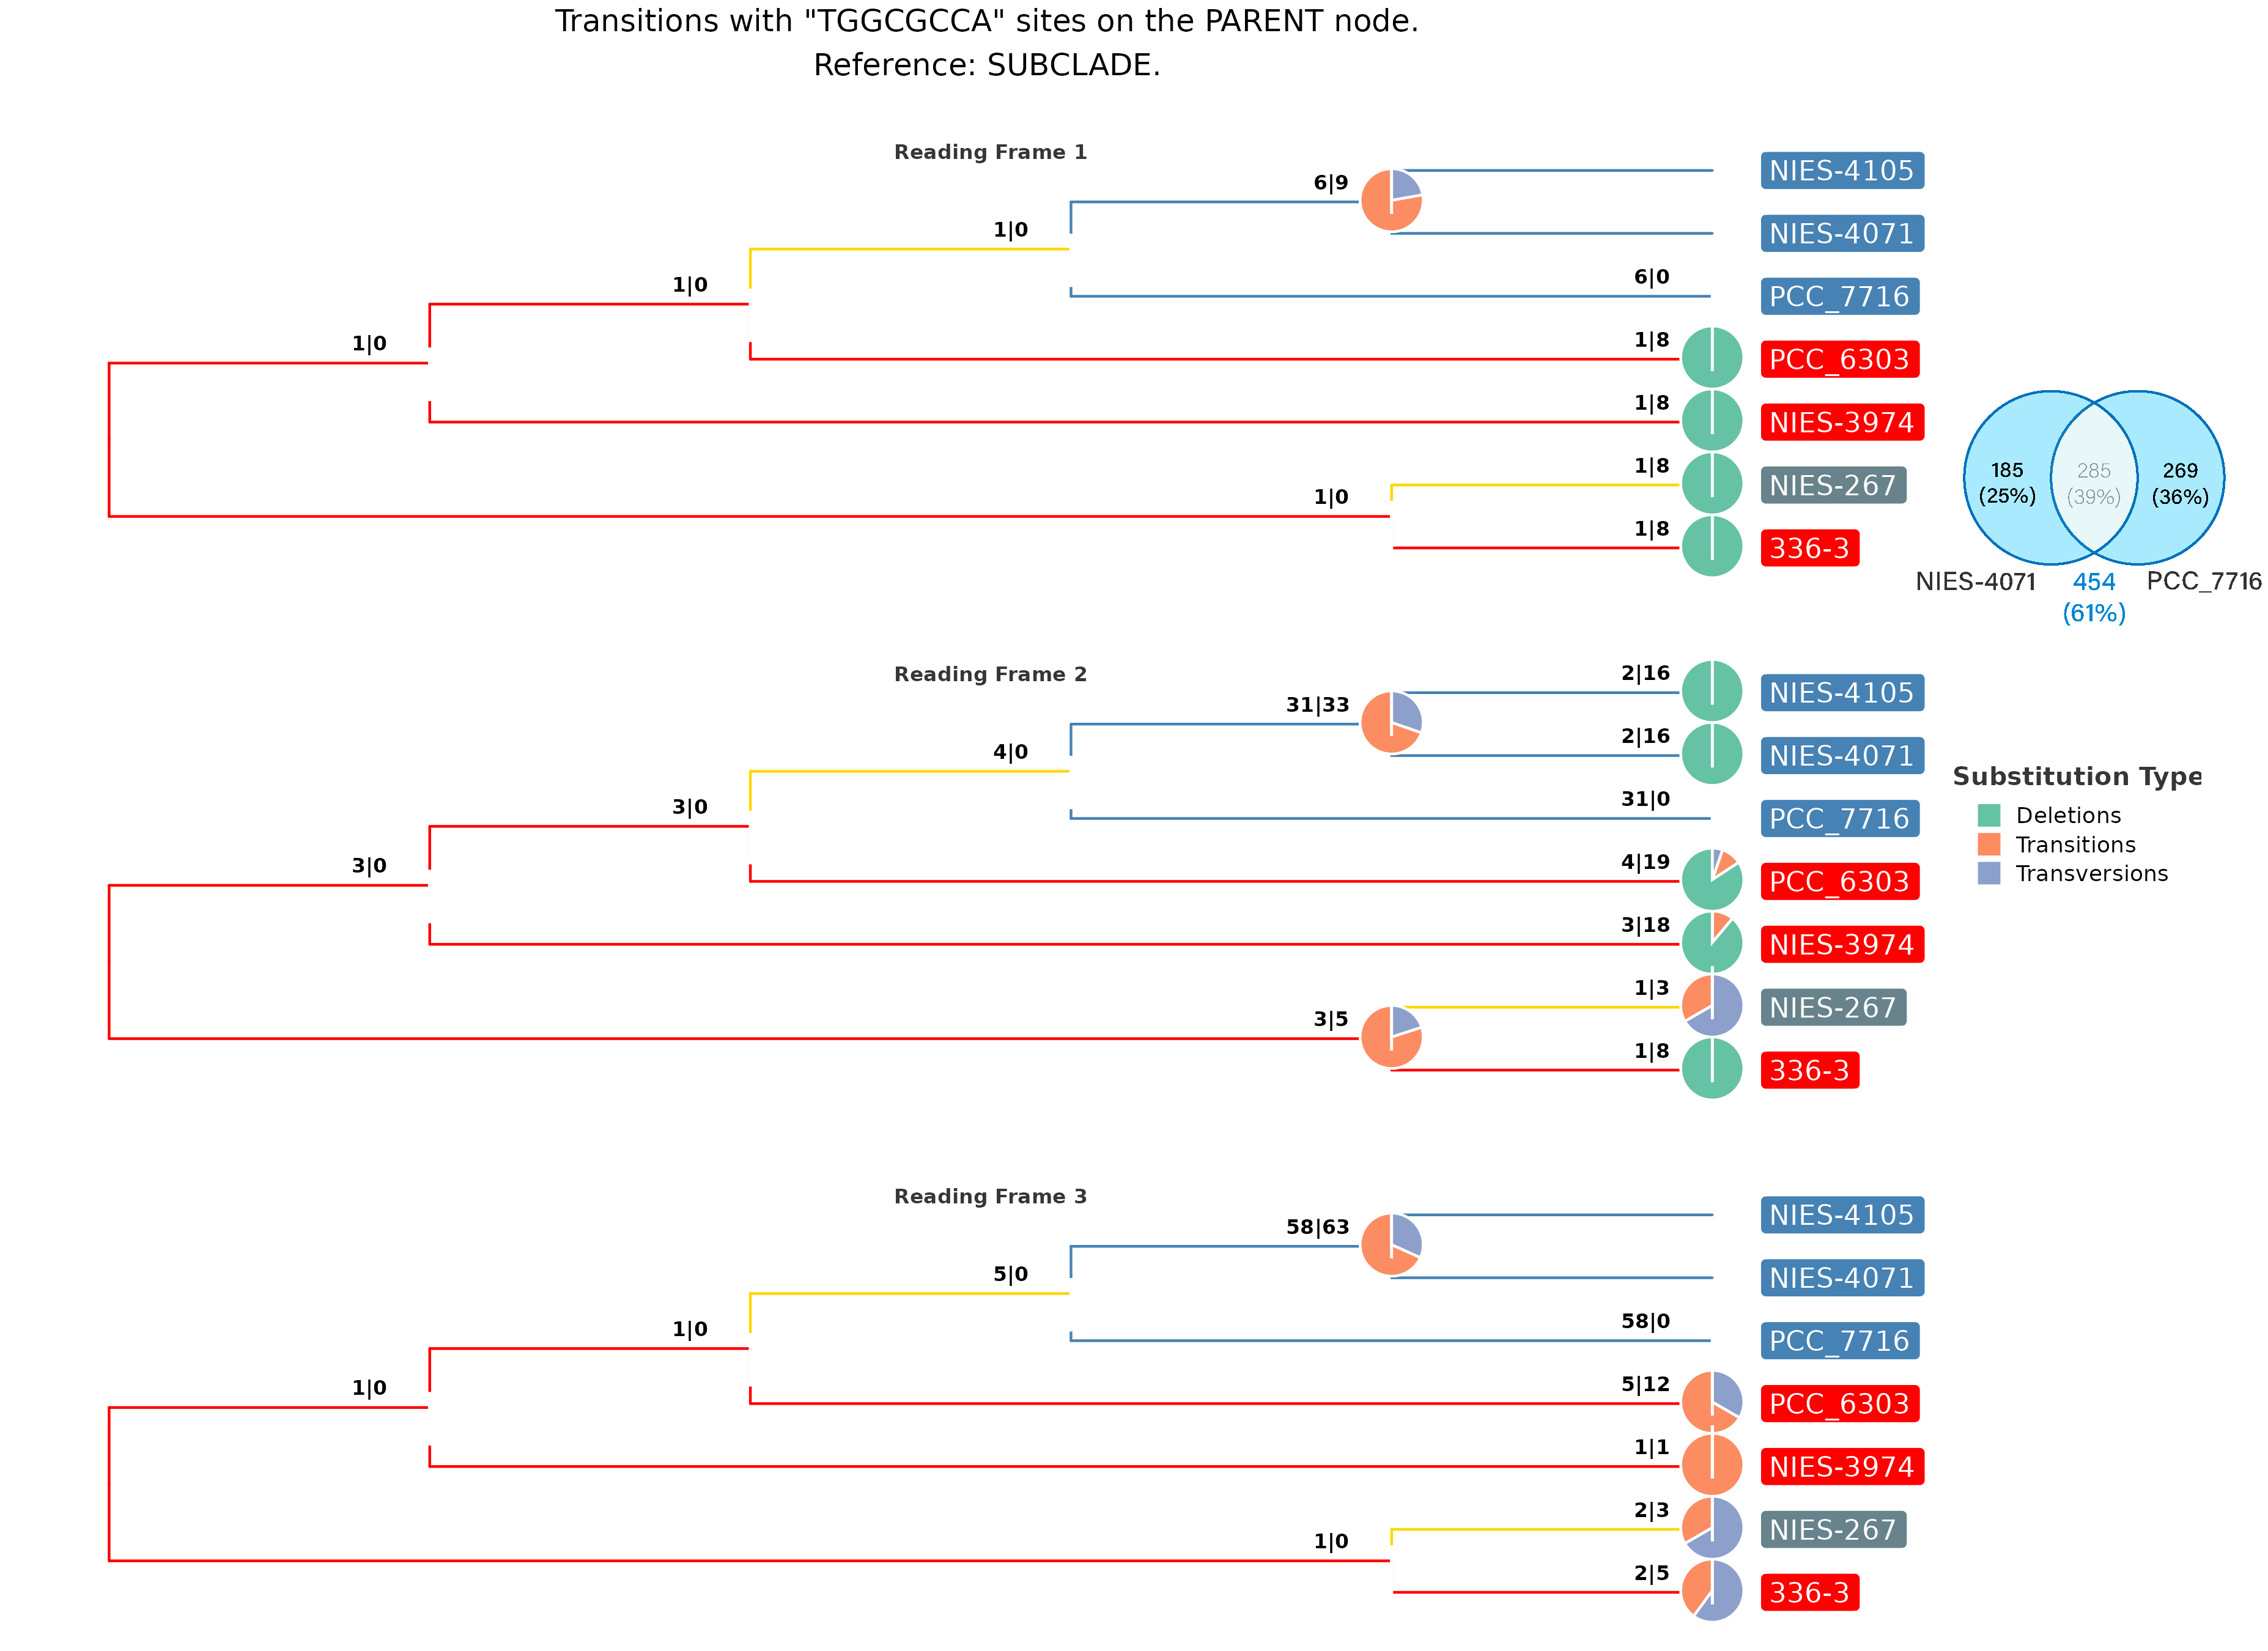 Transitions with "TGGCGCCA" sites on the PARENT node.
Reference: SUBCLADE.
Reading Frame 1
NIES-4105
6|9
NIES-4071
1|0
6|0
PCC_7716
1|0
1|8
PCC_6303
1|0
1|8
NIES-3974
1|8
NIES-267
1|0
1|8
336-3
185
(25%)
285
(39%)
269
(36%)
NIES-4071
454
(61%)
PCC_7716
Reading Frame 2
2|16
NIES-4105
31|33
2|16
NIES-4071
4|0
31|0
PCC_7716
3|0
4|19
PCC_6303
3|0
3|18
NIES-3974
1|3
NIES-267
3|5
1|8
336-3
Substitution Type
Deletions
Transitions
Transversions
Reading Frame 3
NIES-4105
58|63
NIES-4071
5|0
58|0
PCC_7716
1|0
5|12
PCC_6303
1|0
1|1
NIES-3974
2|3
NIES-267
1|0
2|5
336-3